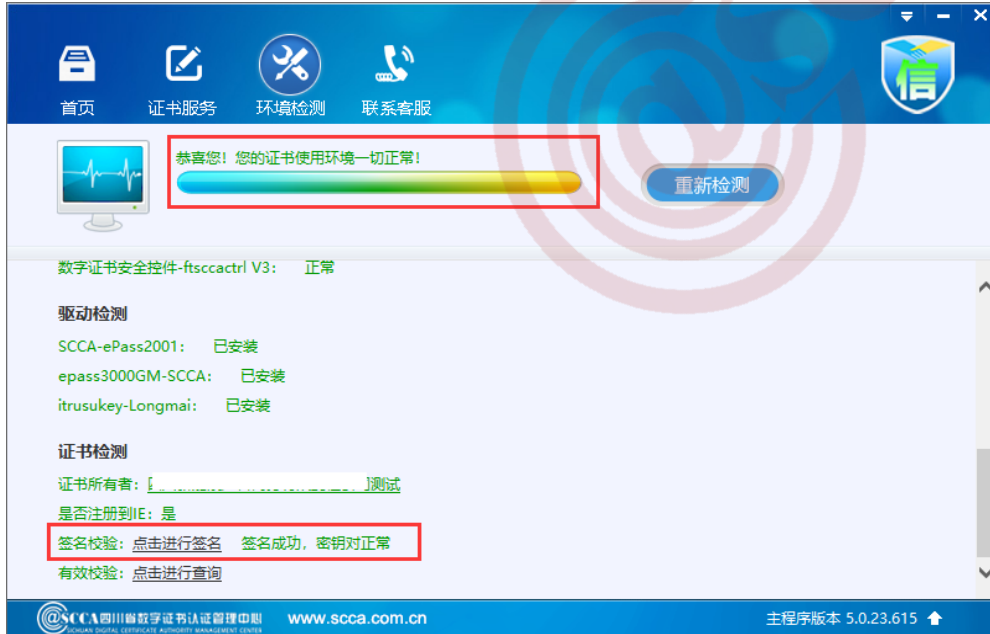 首页 证书服务 环境检测 联系客服
信
恭喜您！您的证书使用环境一切正常！
重新检测
数字证书安全控件-ftsccactrl V3： 正常
驱动检测
SCCA-ePass2001： 已安装
epass3000GM-SCCA： 已安装
itrusukey-Longmai： 已安装
证书检测
证书所有者： 测试
是否注册到IE：是
签名校验：点击进行签名 签名成功，密钥对正常
有效校验：点击进行查询
SCCA四川省数字证书认证管理中心 www.scca.com.cn 主程序版本 5.0.23.615
SICHUAN DIGITAL CERTIFICATE AUTHORITY MANAGEMENT CENTER